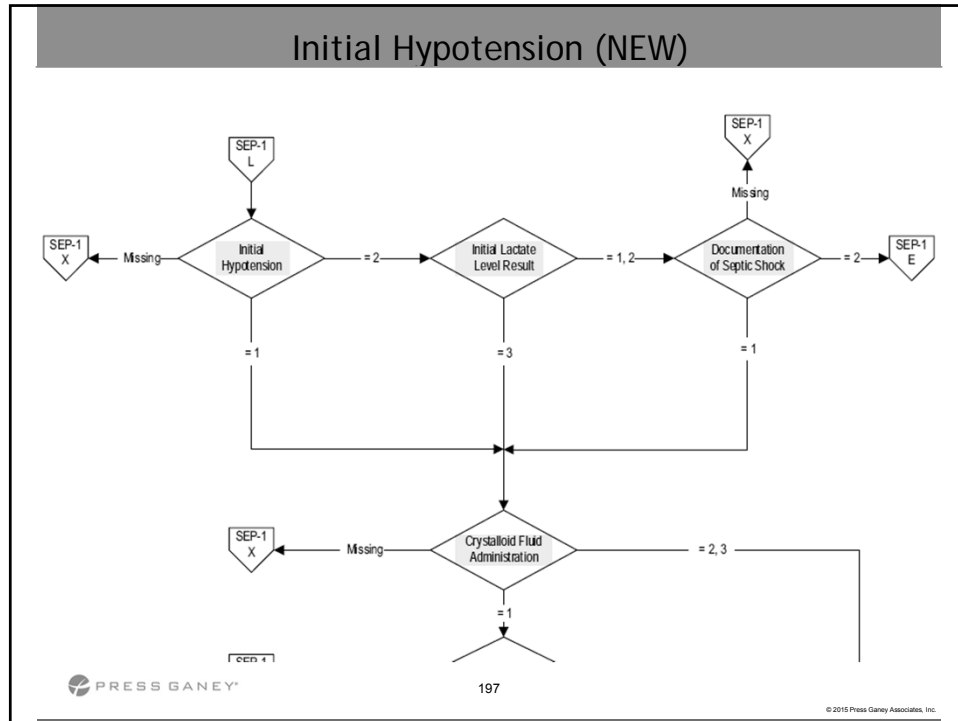 Initial Hypotension (NEW)
SEP-1
L
SEP-1
X
Missing
SEP-1
X
Missing
Initial
Hypotension
= 2
Initial Lactate
Level Result
= 1, 2
Documentation
of Septic Shock
= 2
SEP-1
E
= 1
= 3
= 1
SEP-1
X
Missing
Crystalloid Fluid
Administration
= 2, 3
= 1
SEP-1
PRESS GANEY®
197
© 2015 Press Ganey Associates, Inc.